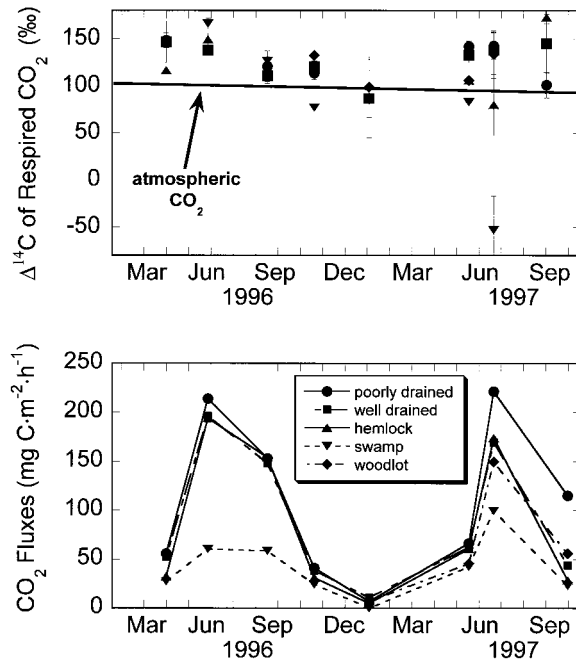 Δ¹⁴C of Respired CO₂ (‰)
150
100
50
0
-50
atmospheric
CO₂
Mar Jun Sep Dec Mar Jun Sep
1996 1997
CO₂ Fluxes (mg C·m⁻²·h⁻¹)
250
200
150
100
50
0
poorly drained
well drained
hemlock
swamp
woodlot
Mar Jun Sep Dec Mar Jun Sep
1996 1997